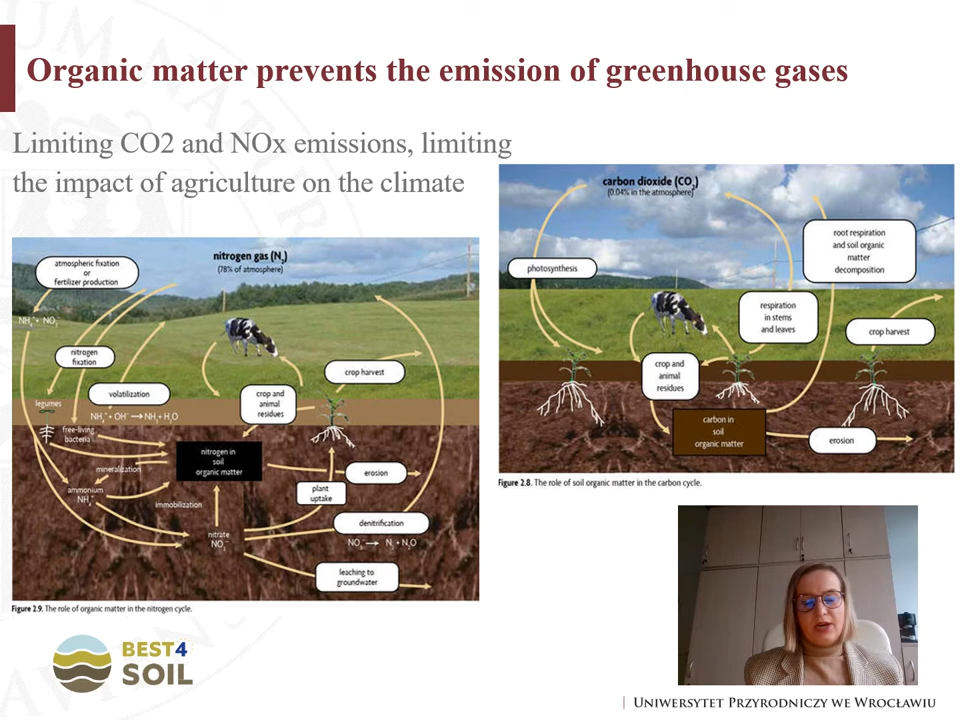 Organic matter prevents the emission of greenhouse gases
Limiting CO2 and NOx emissions, limiting
the impact of agriculture on the climate
nitrogen gas (N₂)
(78% of atmosphere)
atmospheric fixation
or
fertilizer production
NH₄⁺ NO₃⁻
nitrogen
fixation
volatilization
NH₄⁺ + OH⁻ → NH₃ + H₂O
legumes
free-living
bacteria
mineralization
ammonium
NH₄⁺
immobilization
nitrogen in
soil
organic matter
crop and
animal
residues
crop harvest
erosion
plant
uptake
denitrification
NO₃ → N₂ + N₂O
nitrate
NO₃⁻
leaching to
groundwater
Figure 2.9. The role of organic matter in the nitrogen cycle.
carbon dioxide (CO₂)
(0.04% in the atmosphere)
photosynthesis
root respiration
and soil organic
matter
decomposition
respiration
in stems
and leaves
crop harvest
crop and
animal
residues
carbon in
soil
organic matter
erosion
Figure 2.8. The role of soil organic matter in the carbon cycle.
BEST4
SOIL
UNIWERSYTET PRZYRODNICZY WE WROCŁAWIU